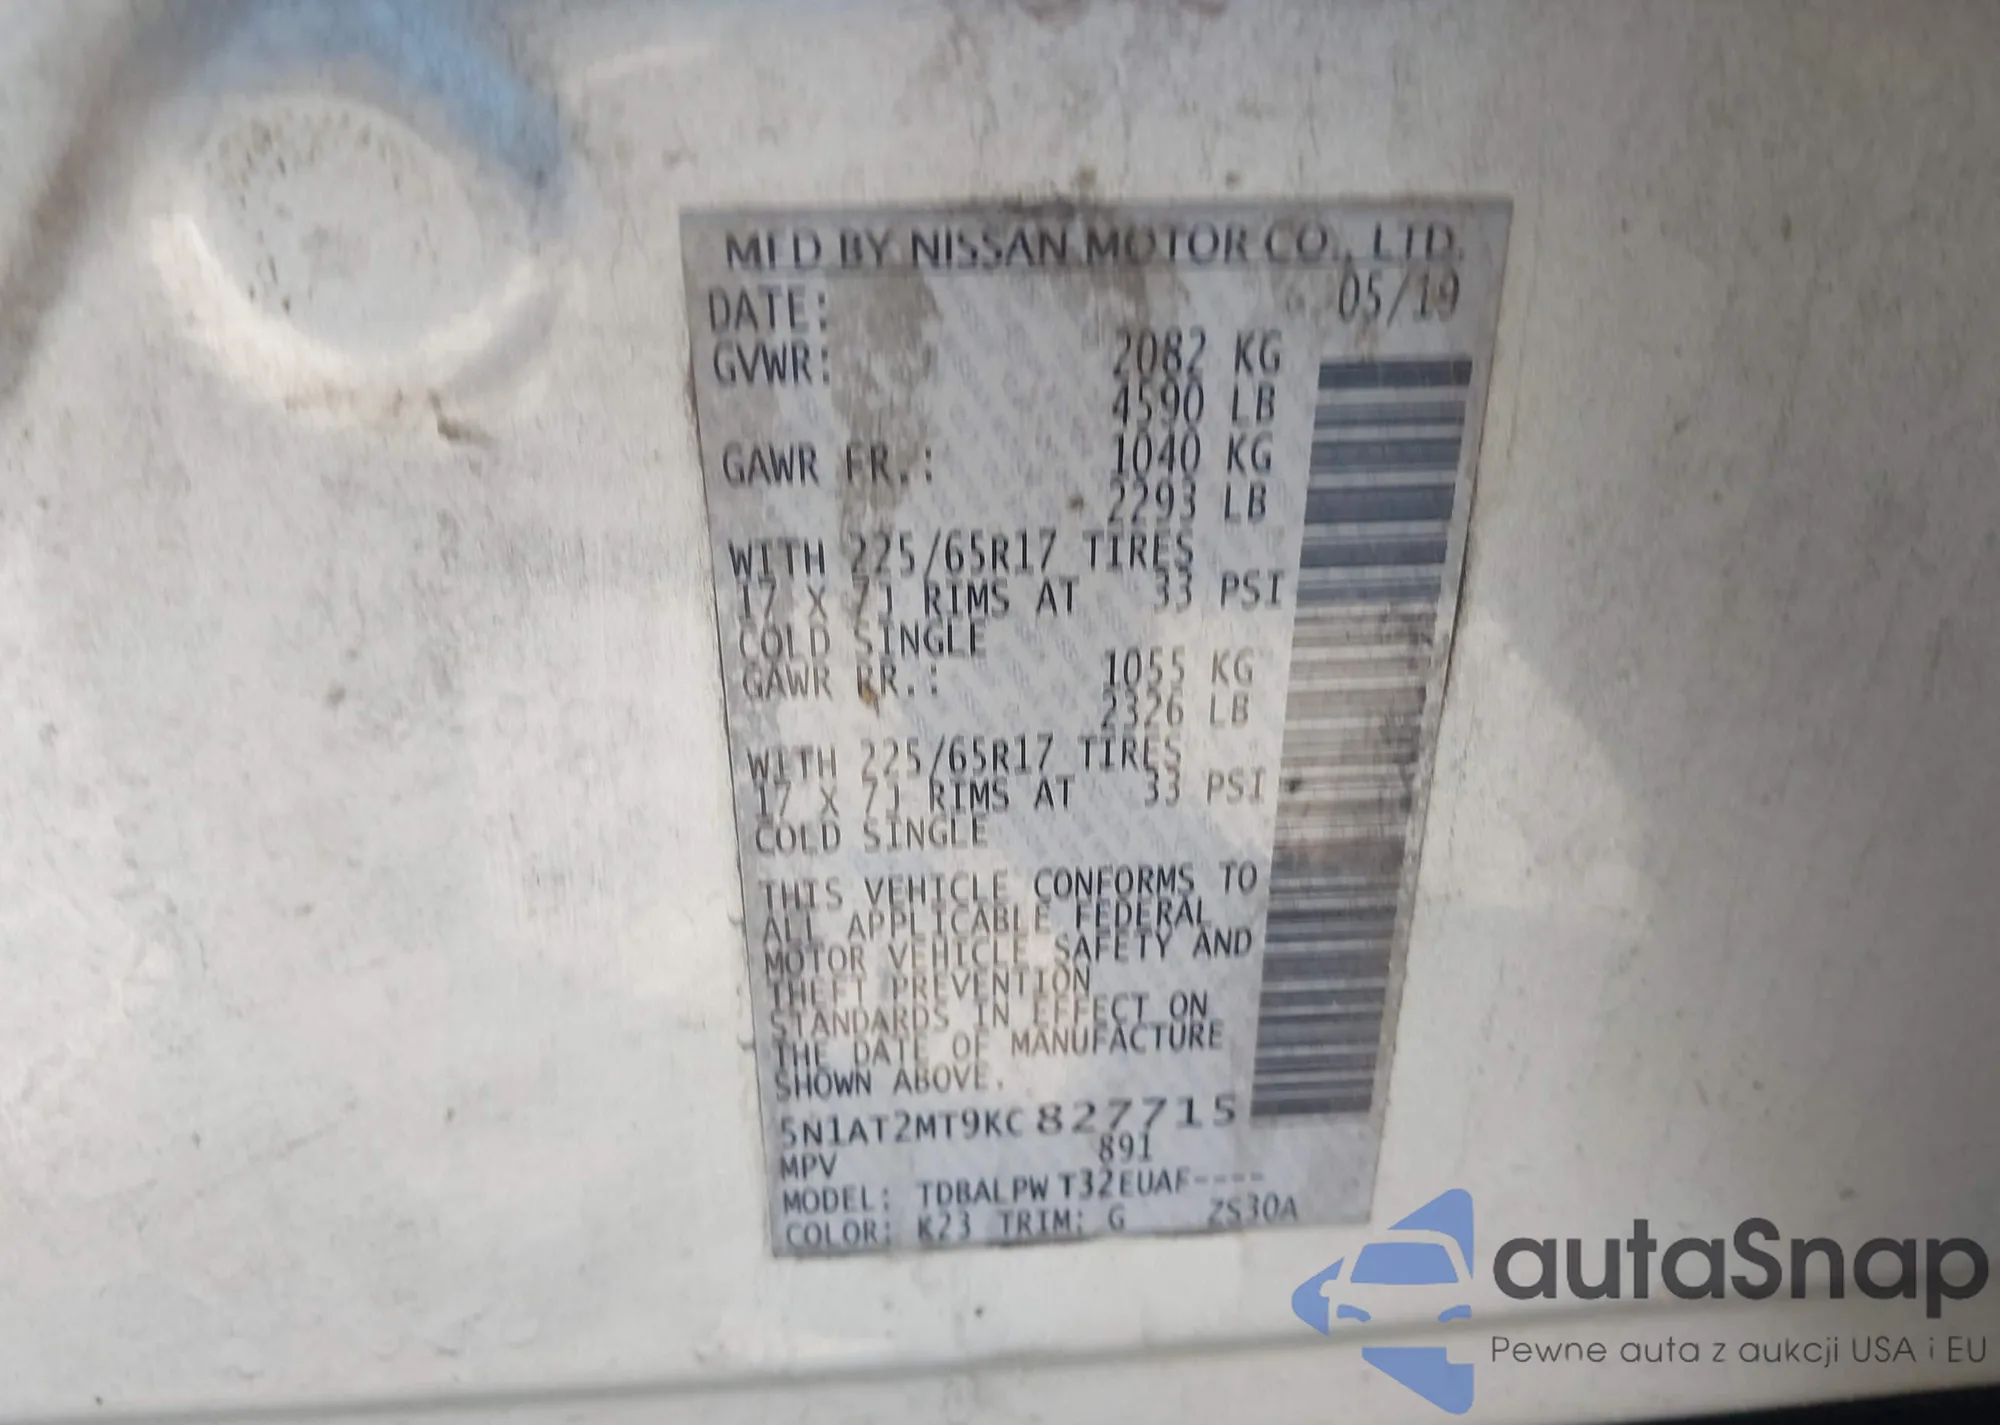 MFD BY NISSAN MOTOR CO., LTD.
DATE: 05/19
GVWR: 2082 KG
4590 LB
GAWR FR.: 1040 KG
2293 LB
WITH 225/65R17 TIRES
17 X 7J RIMS AT 33 PSI
COLD SINGLE
GAWR RR.: 1055 KG
2326 LB
WITH 225/65R17 TIRES
17 X 7J RIMS AT 33 PSI
COLD SINGLE
THIS VEHICLE CONFORMS TO
ALL APPLICABLE FEDERAL
MOTOR VEHICLE SAFETY AND
THEFT PREVENTION
STANDARDS IN EFFECT ON
THE DATE OF MANUFACTURE
SHOWN ABOVE.
5N1AT2MT9KC827715
MPV 891
MODEL: TDBALPW T32EUAF----
COLOR: K23 TRIM: G ZS30A
autaSnap
Pewne auta z aukcji USA i EU